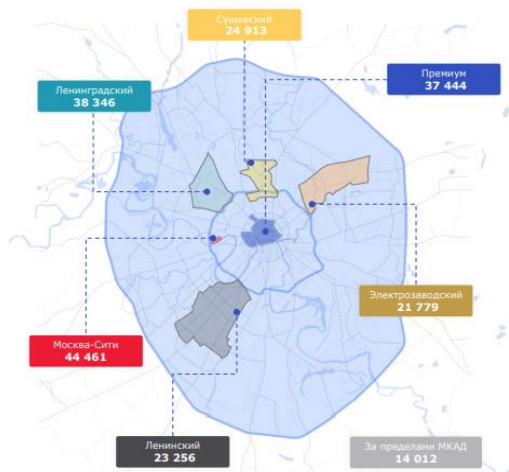 Сущевский
24 913
Ленинградский
38 346
Премиум
37 444
Электрозаводский
21 779
Москва-Сити
44 461
Ленинский
23 256
За пределами МКАД
14 012